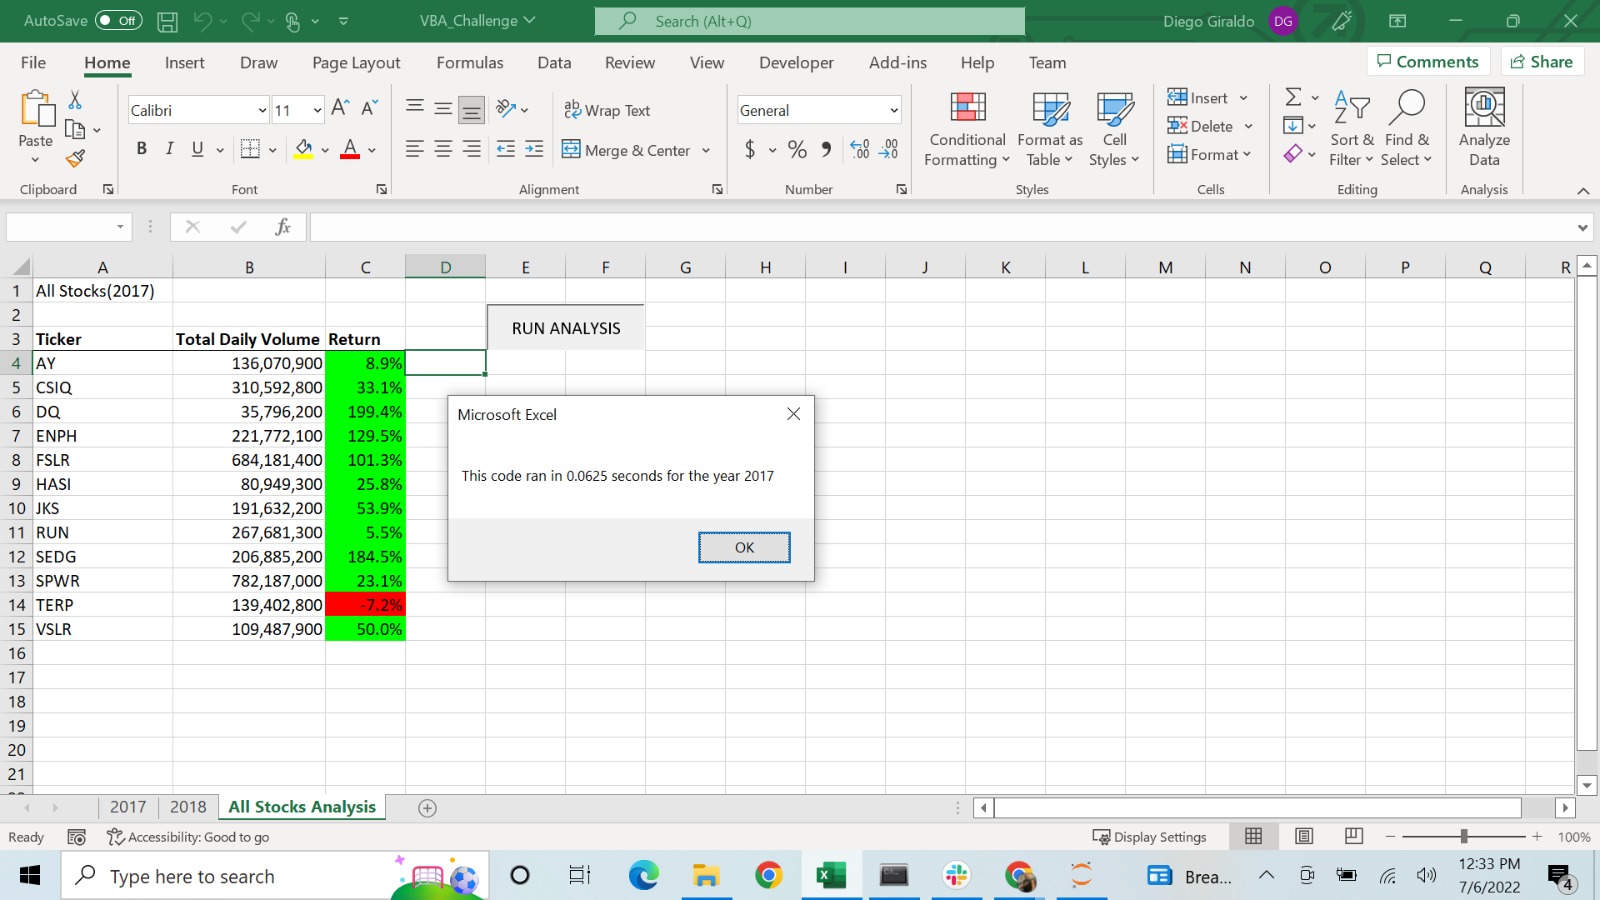 AutoSave Off VBA_Challenge Search (Alt+Q) Diego Giraldo DG
File Home Insert Draw Page Layout Formulas Data Review View Developer Add-ins Help Team Comments Share
Paste
Calibri 11
B I U A
ab Wrap Text
Merge & Center
General
$ % 9 .00 .00
Conditional Formatting
Format as Table
Cell Styles
Insert
Delete
Format
Sort & Filter
Find & Select
Analyze Data
Clipboard Font Alignment Number Styles Cells Editing Analysis
fx
A B C D E F G H I J K L M N O P Q R
1 All Stocks(2017)
2
RUN ANALYSIS
3 Ticker Total Daily Volume Return
4 AY 136,070,900 8.9%
5 CSIQ 310,592,800 33.1%
6 DQ 35,796,200 199.4%
7 ENPH 221,772,100 129.5%
8 FSLR 684,181,400 101.3%
9 HASI 80,949,300 25.8%
10 JKS 191,632,200 53.9%
11 RUN 267,681,300 5.5%
12 SEDG 206,885,200 184.5%
13 SPWR 782,187,000 23.1%
14 TERP 139,402,800 -7.2%
15 VSLR 109,487,900 50.0%
16
17
18
19
20
21
Microsoft Excel
This code ran in 0.0625 seconds for the year 2017
OK
2017 2018 All Stocks Analysis
Ready Accessibility: Good to go Display Settings 100%
Type here to search Brea... 12:33 PM
7/6/2022 4